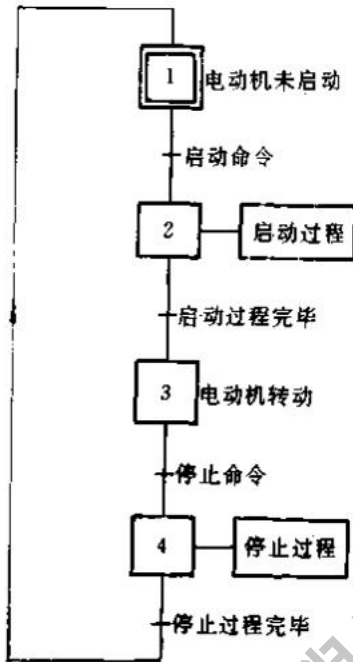 1 电动机未启动
启动命令
2 启动过程
启动过程完毕
3 电动机转动
停止命令
4 停止过程
停止过程完毕